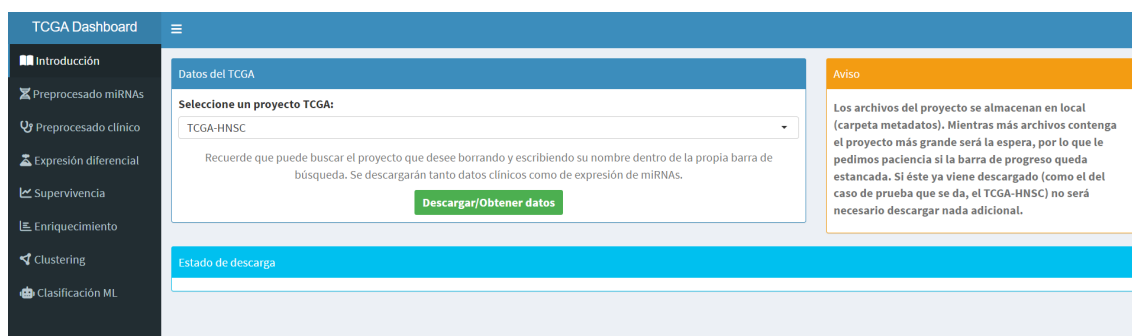 TCGA Dashboard
Introducción
Preprocesado miRNAs
Preprocesado clínico
Expresión diferencial
Supervivencia
Enriquecimiento
Clustering
Clasificación ML
Datos del TCGA
Seleccione un proyecto TCGA:
TCGA-HNSC
Recuerde que puede buscar el proyecto que desee borrando y escribiendo su nombre dentro de la propia barra de
búsqueda. Se descargarán tanto datos clínicos como de expresión de miRNAs.
Descargar/Obtener datos
Aviso
Los archivos del proyecto se almacenan en local
(carpeta metadatos). Mientras más archivos contenga
el proyecto más grande será la espera, por lo que le
pedimos paciencia si la barra de progreso queda
estancada. Si éste ya viene descargado (como el del
caso de prueba que se da, el TCGA-HNSC) no será
necesario descargar nada adicional.
Estado de descarga